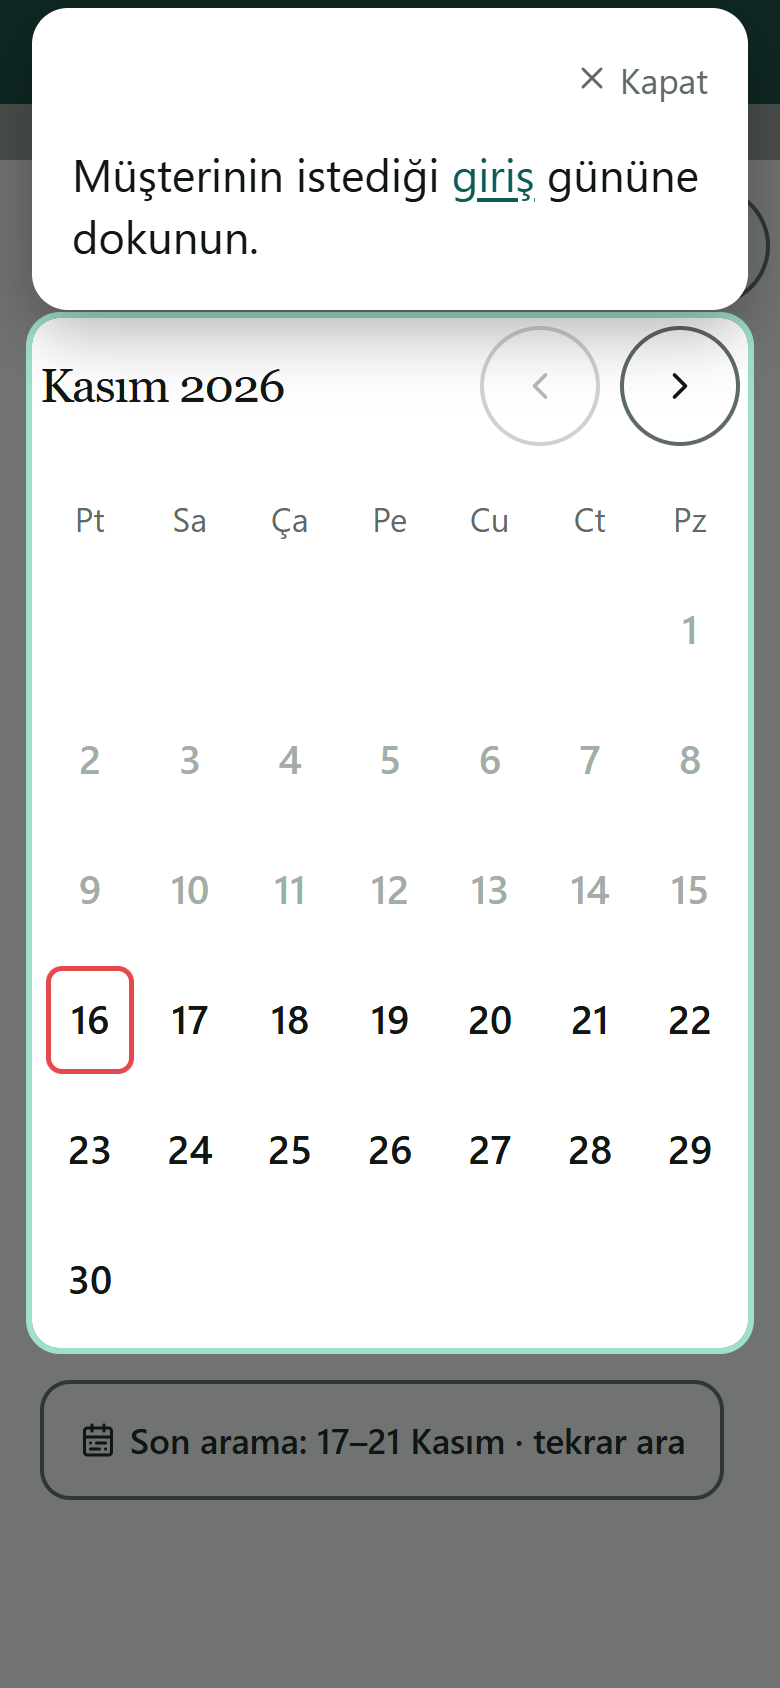 Kapat
Müşterinin istediği giriş gününe
dokunun.
Kasım 2026
Pt Sa Ça Pe Cu Ct Pz
1
2 3 4 5 6 7 8
9 10 11 12 13 14 15
16 17 18 19 20 21 22
23 24 25 26 27 28 29
30
Son arama: 17–21 Kasım · tekrar ara